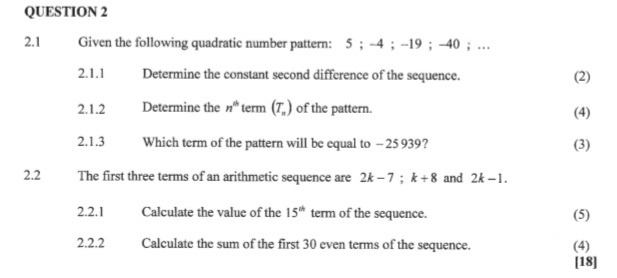 QUESTION 2
2.1 Given the following quadratic number pattern: 5 ; –4 ; –19 ; –40 ; ...
2.1.1 Determine the constant second difference of the sequence. (2)
2.1.2 Determine the nᵗʰ term (Tₙ) of the pattern. (4)
2.1.3 Which term of the pattern will be equal to –25 939? (3)
2.2 The first three terms of an arithmetic sequence are 2k – 7 ; k + 8 and 2k – 1.
2.2.1 Calculate the value of the 15ᵗʰ term of the sequence. (5)
2.2.2 Calculate the sum of the first 30 even terms of the sequence. (4)
[18]